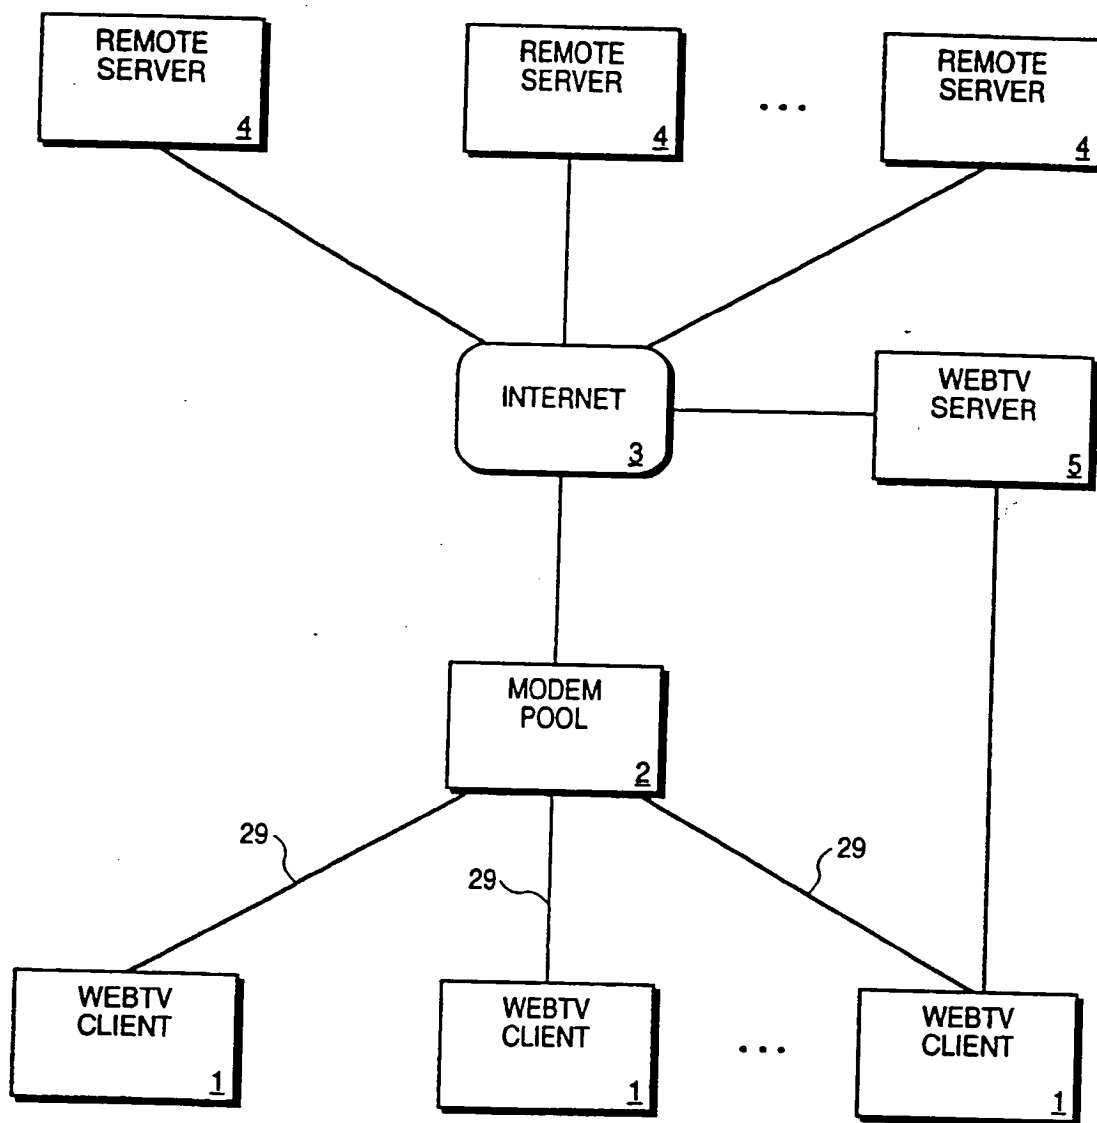 REMOTE
SERVER
4
REMOTE
SERVER
4
...
REMOTE
SERVER
4
INTERNET
3
WEBTV
SERVER
5
MODEM
POOL
2
29
29
29
WEBTV
CLIENT
1
WEBTV
CLIENT
1
...
WEBTV
CLIENT
1